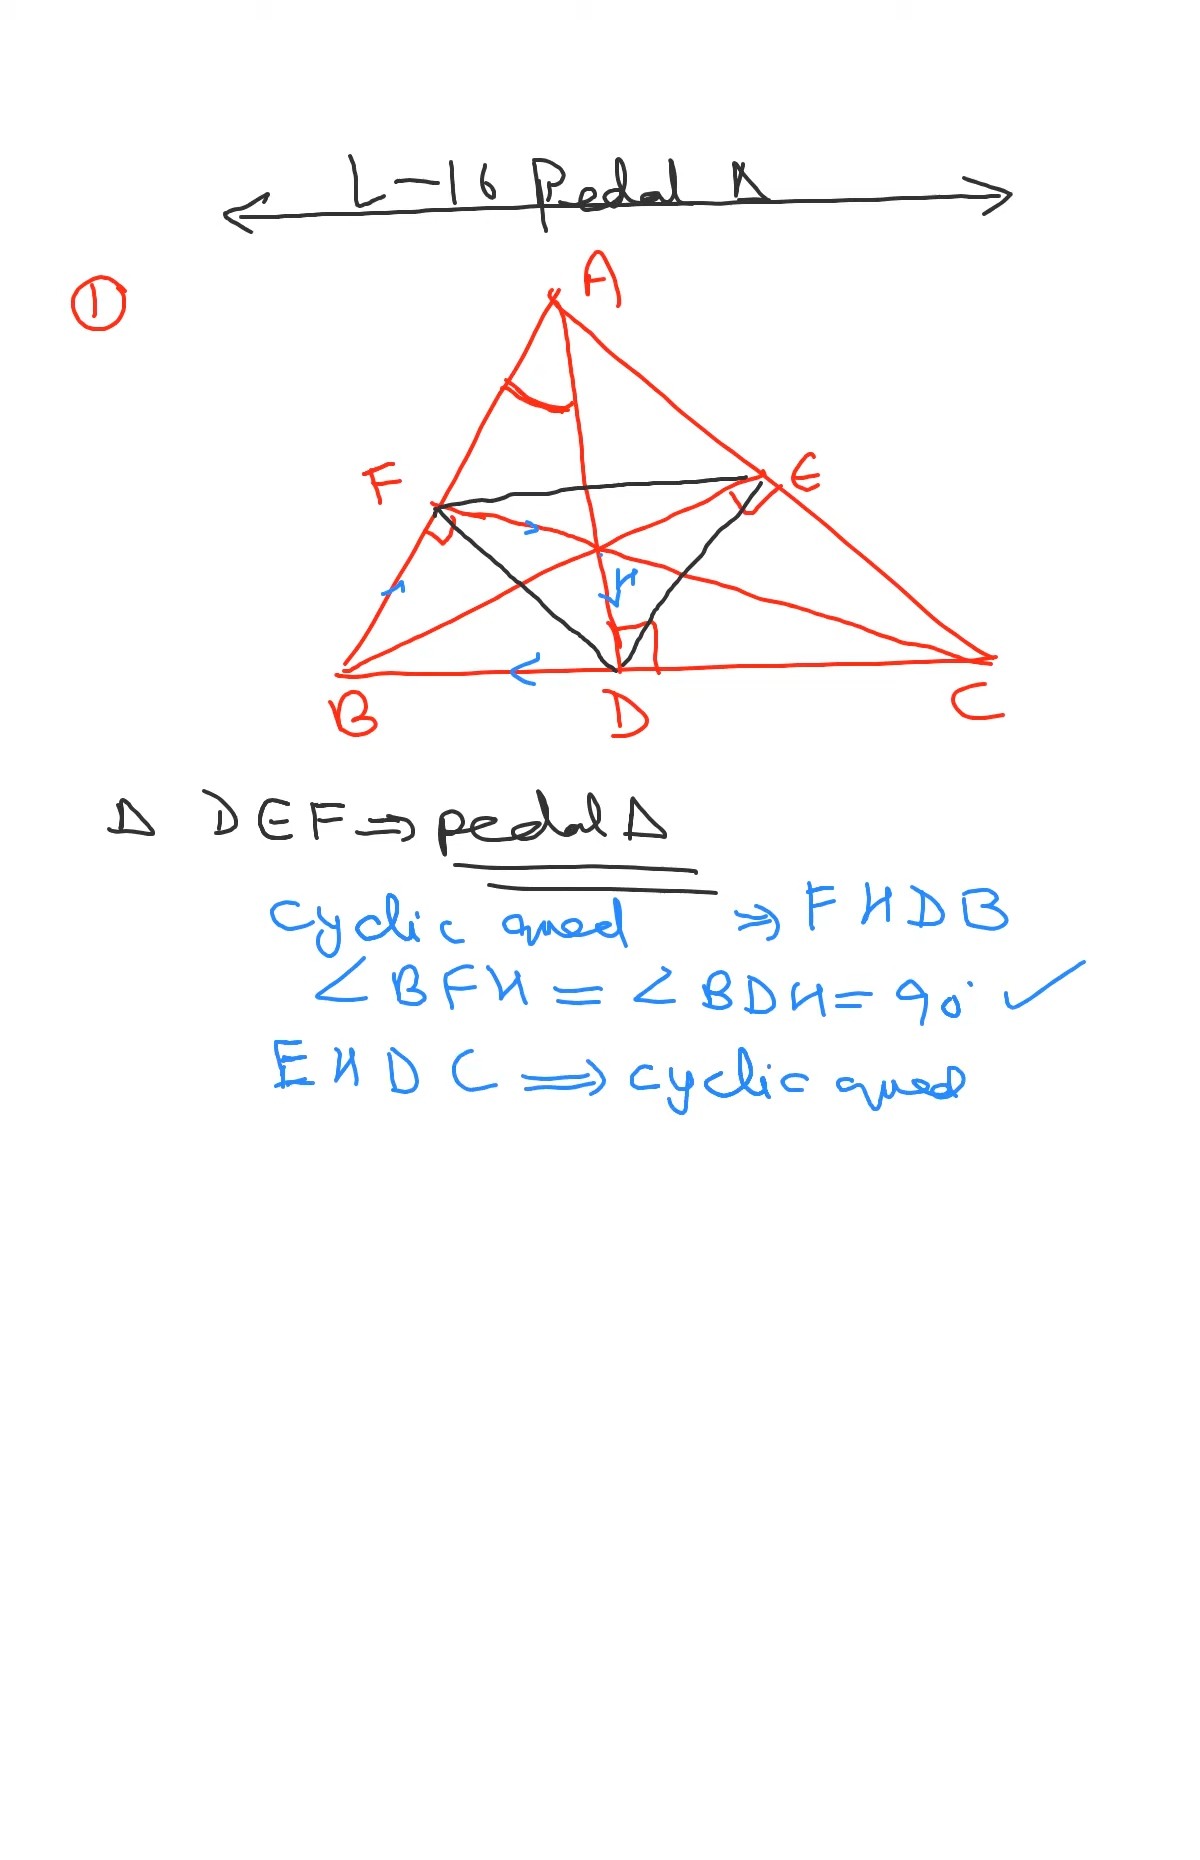 L-16 Pedal Δ
①
A
F
E
H
B
D
C
Δ DEF ⇒ pedal Δ
cyclic quad ⇒ FHDB
∠BFH = ∠BDH = 90° ✓
EHDC ⇒ cyclic quad